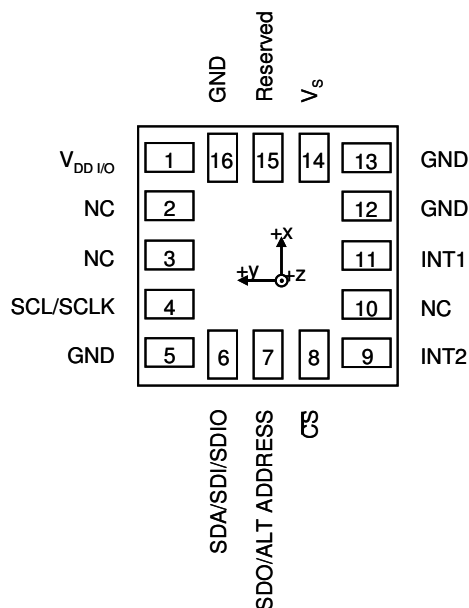 GND
Reserved
VS
VDD I/O
1
16
15
14
13
GND
NC
2
12
GND
NC
3
+x
+y
+z
11
INT1
SCL/SCLK
4
10
NC
GND
5
6
7
8
9
INT2
SDA/SDI/SDIO
SDO/ALT ADDRESS
CS